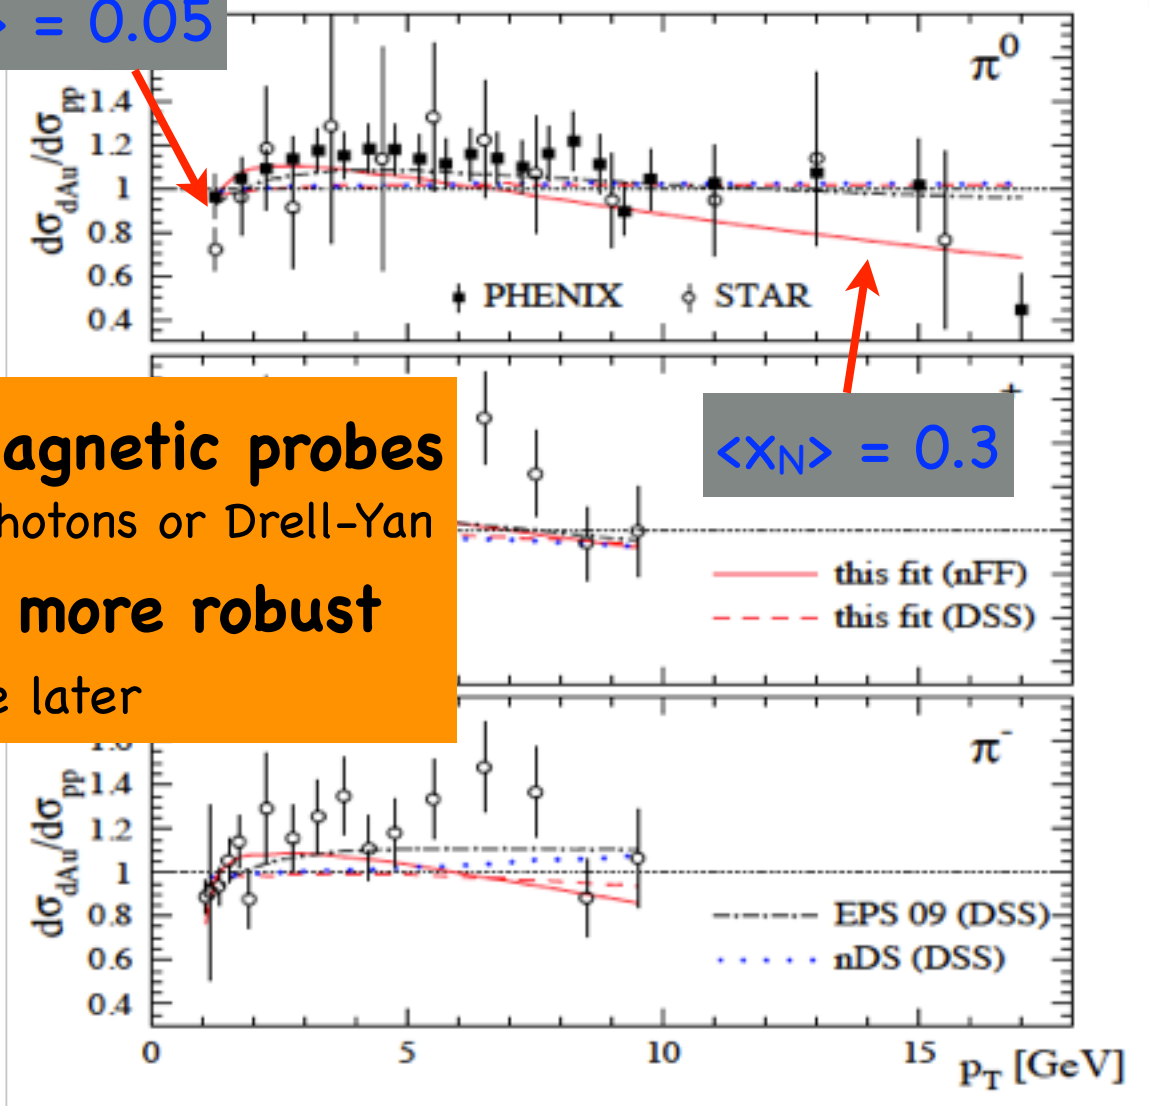 > = 0.05
π0
dσdAu/dσpp
1.4
1.2
1
0.8
0.6
0.4
PHENIX
STAR
<xN> = 0.3
agnetic probes
hotons or Drell-Yan
more robust
e later
this fit (nFF)
this fit (DSS)
π-
dσdAu/dσpp
1.4
1.2
1
0.8
0.6
0.4
EPS 09 (DSS)
nDS (DSS)
0 5 10 15
pT [GeV]